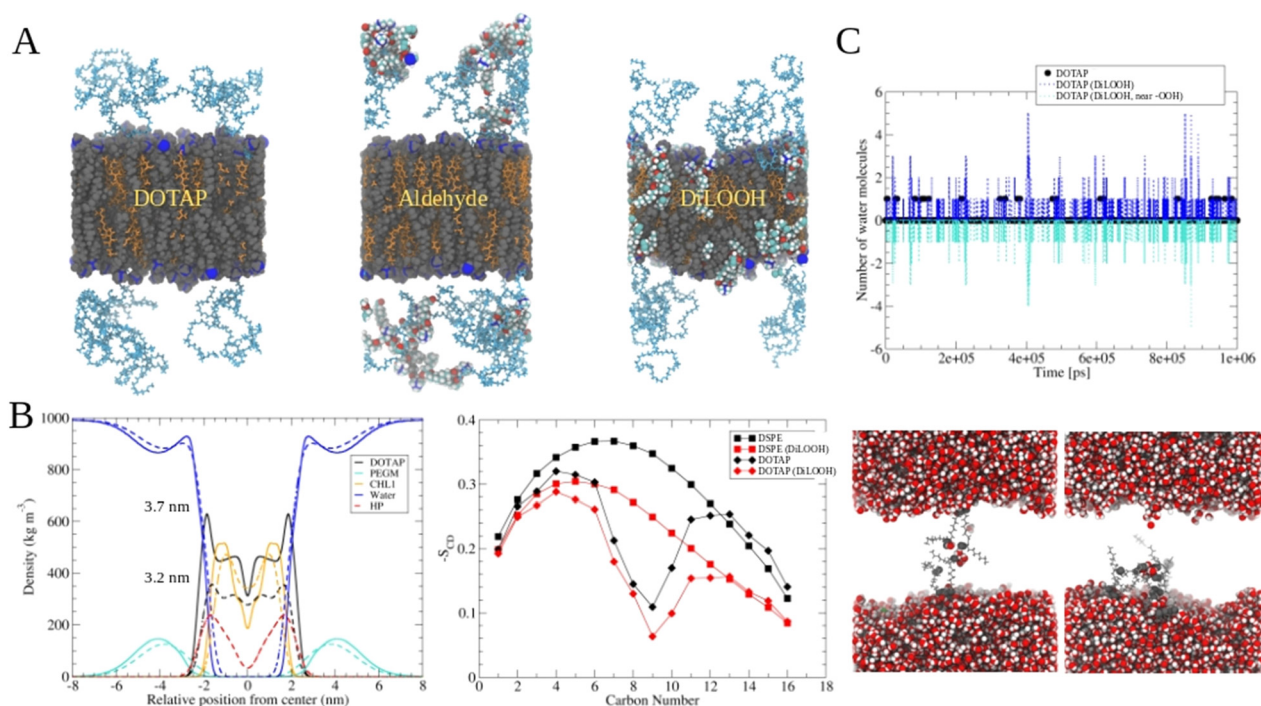 A
DOTAP
Aldehyde
DiLOOH
C
DOTAP
DOTAP (DiLOOH)
DOTAP (DiLOOH, near -OOH)
Number of water molecules
6
4
2
0
-2
-4
-6
0
2e+05
4e+05
6e+05
8e+05
1e+06
Time [ps]
B
Density (kg m⁻³)
1000
800
600
400
200
0
3.7 nm
3.2 nm
DOTAP
PEGM
CHL1
Water
HP
-8
-6
-4
-2
0
2
4
6
8
Relative position from center (nm)
-S_CD
0.4
0.3
0.2
0.1
0
DSPE
DSPE (DiLOOH)
DOTAP
DOTAP (DiLOOH)
2
4
6
8
10
12
14
16
18
Carbon Number